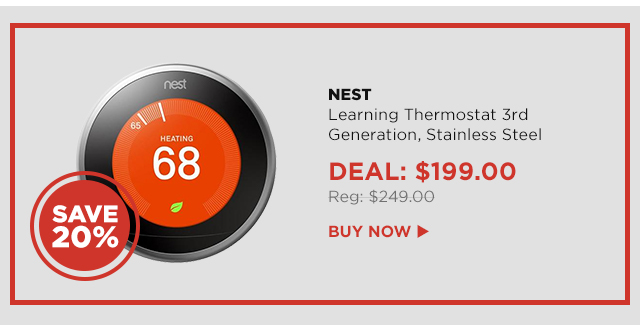 nest
65
HEATING
68
SAVE
20%
NEST
Learning Thermostat 3rd
Generation, Stainless Steel
DEAL: $199.00
Reg: $249.00
BUY NOW ▶